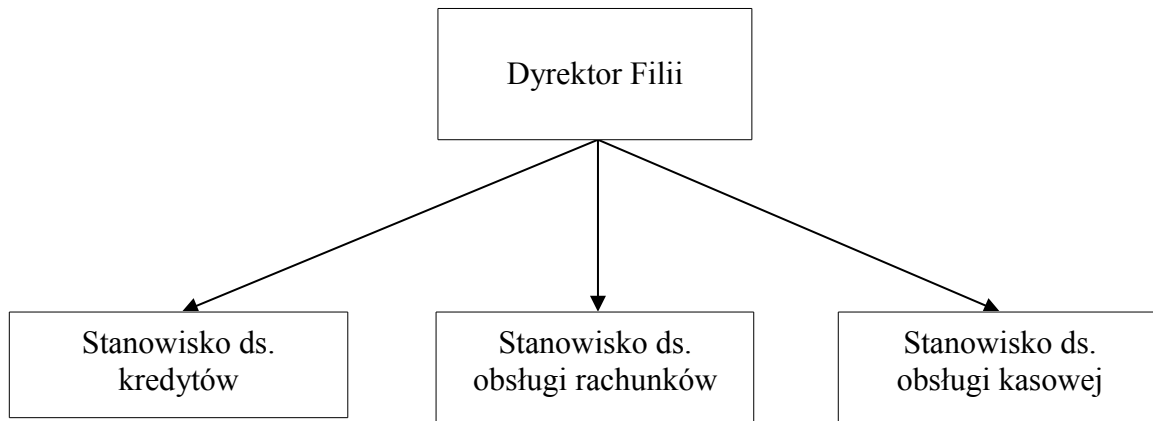 Dyrektor Filii
Stanowisko ds.
kredytów
Stanowisko ds.
obsługi rachunków
Stanowisko ds.
obsługi kasowej